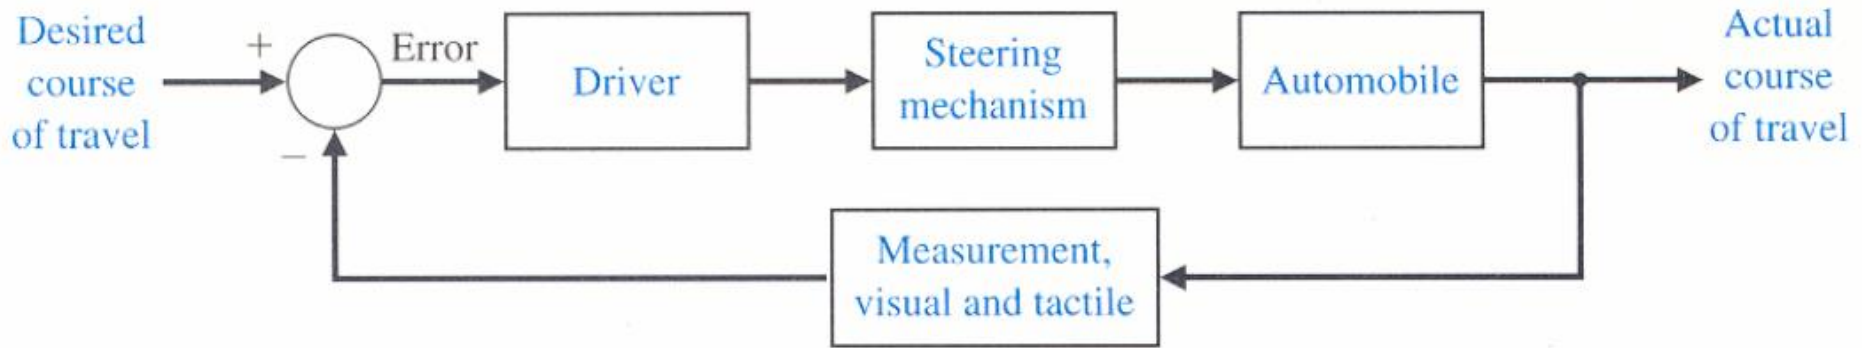 Desired
course
of travel
+
−
Error
Driver
Steering
mechanism
Automobile
Actual
course
of travel
Measurement,
visual and tactile